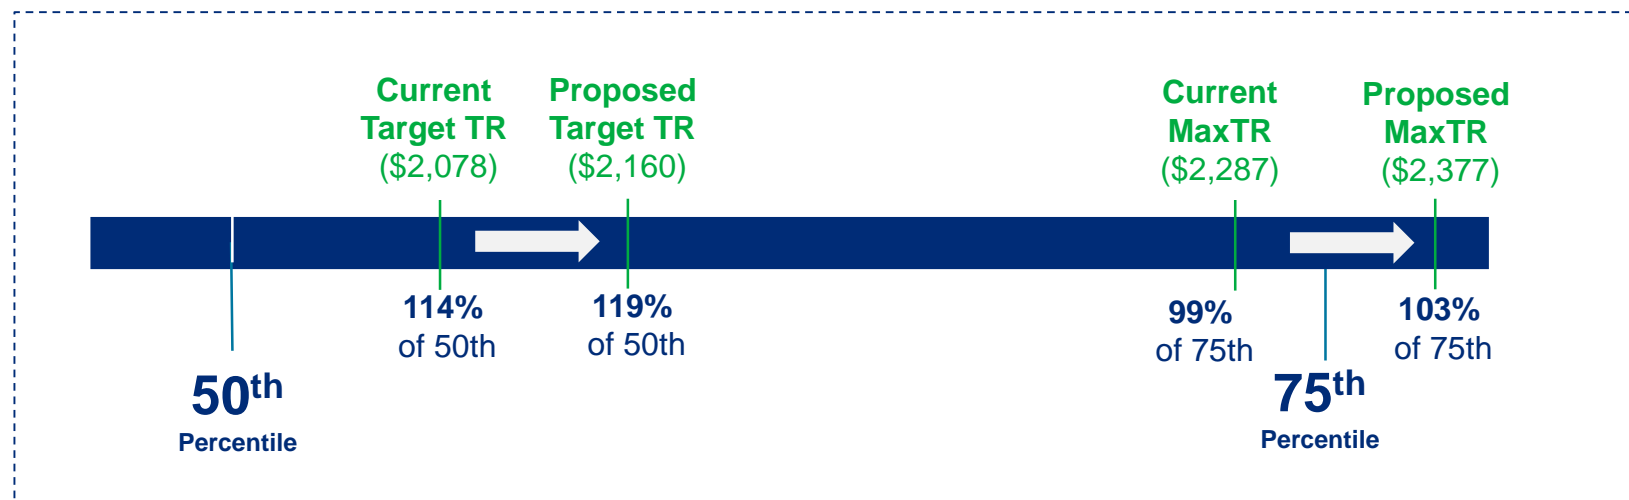 Current
Target TR
($2,078)
Proposed
Target TR
($2,160)
Current
MaxTR
($2,287)
Proposed
MaxTR
($2,377)
114%
of 50th
119%
of 50th
99%
of 75th
103%
of 75th
50th
Percentile
75th
Percentile